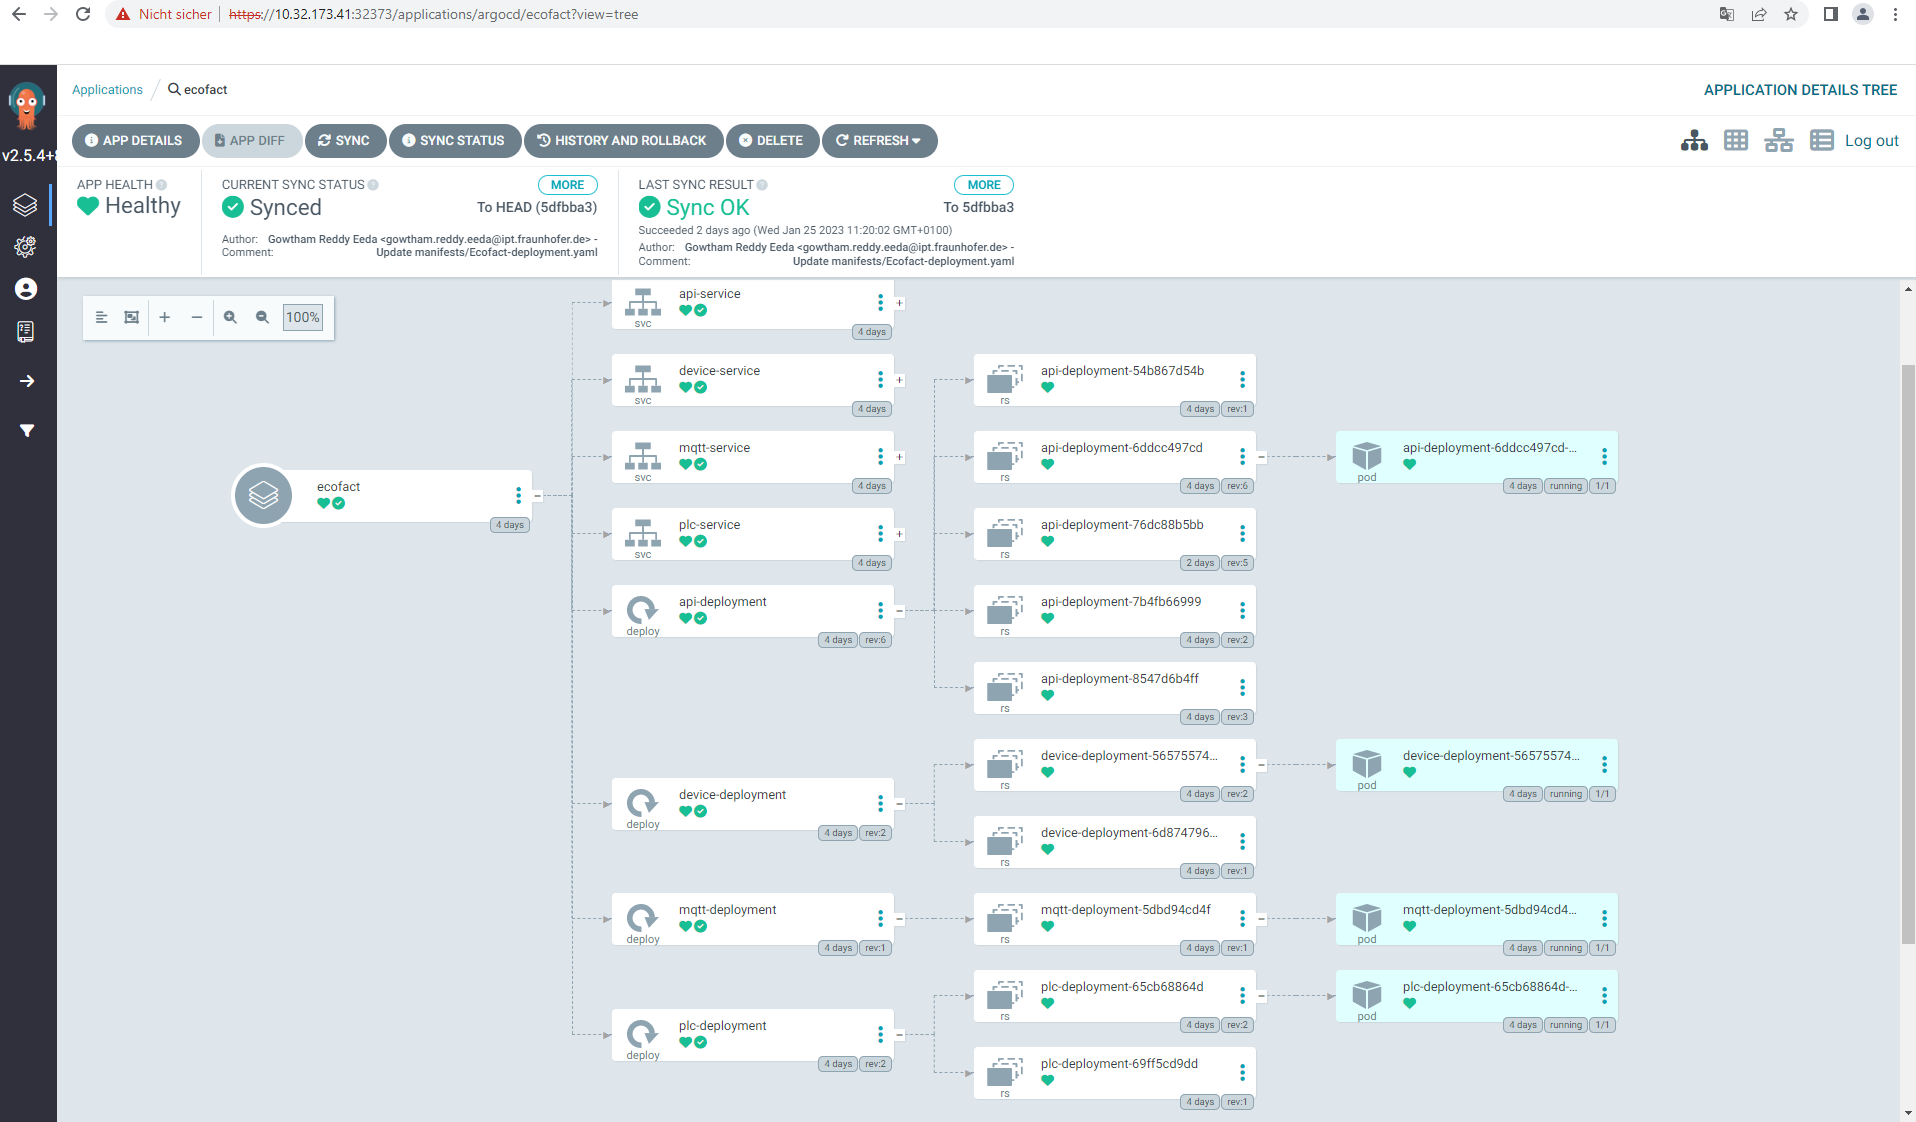 Nicht sicher https://10.32.173.41:32373/applications/argocd/ecofact?view=tree
Applications / ecofact
APPLICATION DETAILS TREE
v2.5.4+
APP DETAILS APP DIFF SYNC SYNC STATUS HISTORY AND ROLLBACK DELETE REFRESH
Log out
APP HEALTH
Healthy
CURRENT SYNC STATUS MORE
Synced To HEAD (5dfbba3)
Author: Gowtham Reddy Eeda <gowtham.reddy.eeda@ipt.fraunhofer.de> -
Comment: Update manifests/Ecofact-deployment.yaml
LAST SYNC RESULT MORE
Sync OK To 5dfbba3
Succeeded 2 days ago (Wed Jan 25 2023 11:20:02 GMT+0100)
Author: Gowtham Reddy Eeda <gowtham.reddy.eeda@ipt.fraunhofer.de> -
Comment: Update manifests/Ecofact-deployment.yaml
100%
ecofact
4 days
api-service
svc
4 days
device-service
svc
4 days
mqtt-service
svc
4 days
plc-service
svc
4 days
api-deployment
deploy
4 days rev:6
device-deployment
deploy
4 days rev:2
mqtt-deployment
deploy
4 days rev:1
plc-deployment
deploy
4 days rev:2
api-deployment-54b867d54b
rs
4 days rev:1
api-deployment-6ddcc497cd
rs
4 days rev:6
api-deployment-76dc88b5bb
rs
2 days rev:5
api-deployment-7b4fb66999
rs
4 days rev:2
api-deployment-8547d6b4ff
rs
4 days rev:3
device-deployment-56575574...
rs
4 days rev:2
device-deployment-6d874796...
rs
4 days rev:1
mqtt-deployment-5dbd94cd4f
rs
4 days rev:1
plc-deployment-65cb68864d
rs
4 days rev:2
plc-deployment-69ff5cd9dd
rs
4 days rev:1
api-deployment-6ddcc497cd-...
pod
4 days running 1/1
device-deployment-56575574...
pod
4 days running 1/1
mqtt-deployment-5dbd94cd4...
pod
4 days running 1/1
plc-deployment-65cb68864d-...
pod
4 days running 1/1